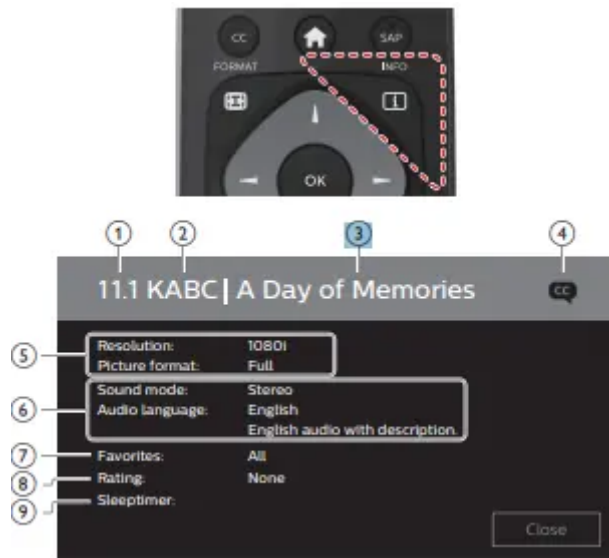 CC
SAP
FORMAT
INFO
i
OK
1 2 3 4
11.1 KABC | A Day of Memories
CC
5
Resolution: 1080i
Picture format: Full
6
Sound mode: Stereo
Audio language: English
English audio with description.
7 Favorites: All
8 Rating: None
9 Sleeptimer:
Close